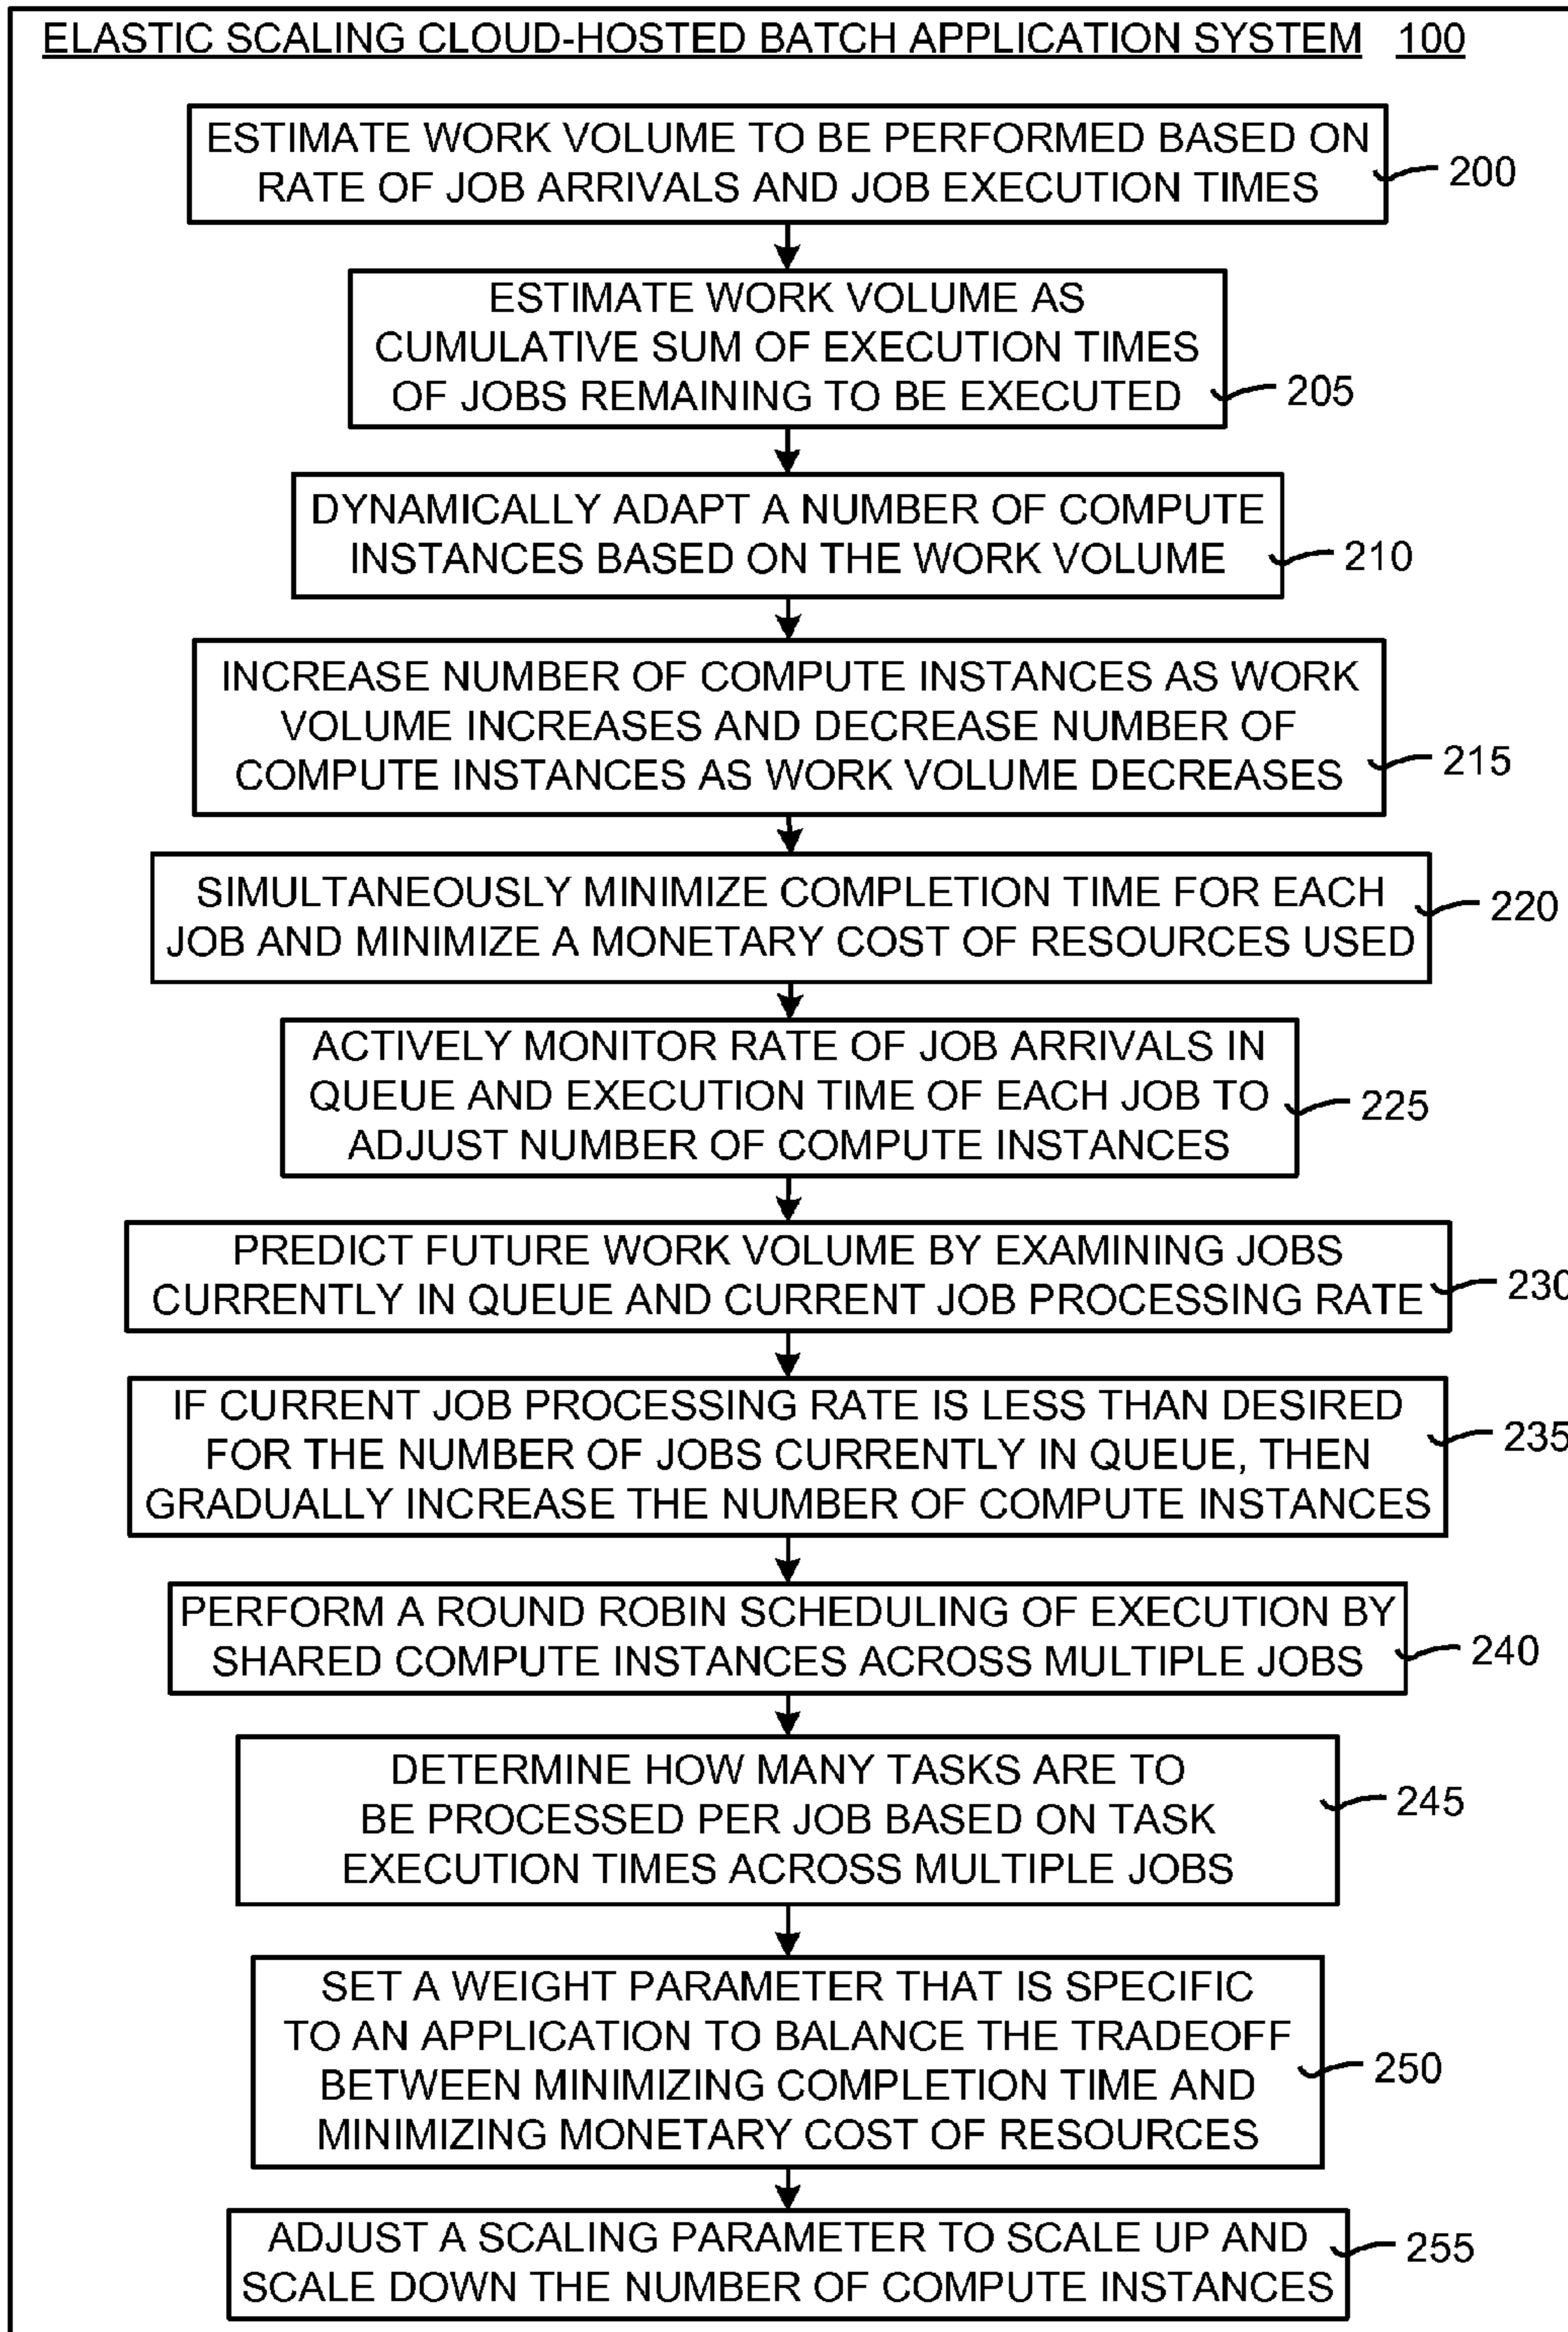 ELASTIC SCALING CLOUD-HOSTED BATCH APPLICATION SYSTEM 100
ESTIMATE WORK VOLUME TO BE PERFORMED BASED ON
RATE OF JOB ARRIVALS AND JOB EXECUTION TIMES
200
ESTIMATE WORK VOLUME AS
CUMULATIVE SUM OF EXECUTION TIMES
OF JOBS REMAINING TO BE EXECUTED
205
DYNAMICALLY ADAPT A NUMBER OF COMPUTE
INSTANCES BASED ON THE WORK VOLUME
210
INCREASE NUMBER OF COMPUTE INSTANCES AS WORK
VOLUME INCREASES AND DECREASE NUMBER OF
COMPUTE INSTANCES AS WORK VOLUME DECREASES
215
SIMULTANEOUSLY MINIMIZE COMPLETION TIME FOR EACH
JOB AND MINIMIZE A MONETARY COST OF RESOURCES USED
220
ACTIVELY MONITOR RATE OF JOB ARRIVALS IN
QUEUE AND EXECUTION TIME OF EACH JOB TO
ADJUST NUMBER OF COMPUTE INSTANCES
225
PREDICT FUTURE WORK VOLUME BY EXAMINING JOBS
CURRENTLY IN QUEUE AND CURRENT JOB PROCESSING RATE
230
IF CURRENT JOB PROCESSING RATE IS LESS THAN DESIRED
FOR THE NUMBER OF JOBS CURRENTLY IN QUEUE, THEN
GRADUALLY INCREASE THE NUMBER OF COMPUTE INSTANCES
235
PERFORM A ROUND ROBIN SCHEDULING OF EXECUTION BY
SHARED COMPUTE INSTANCES ACROSS MULTIPLE JOBS
240
DETERMINE HOW MANY TASKS ARE TO
BE PROCESSED PER JOB BASED ON TASK
EXECUTION TIMES ACROSS MULTIPLE JOBS
245
SET A WEIGHT PARAMETER THAT IS SPECIFIC
TO AN APPLICATION TO BALANCE THE TRADEOFF
BETWEEN MINIMIZING COMPLETION TIME AND
MINIMIZING MONETARY COST OF RESOURCES
250
ADJUST A SCALING PARAMETER TO SCALE UP AND
SCALE DOWN THE NUMBER OF COMPUTE INSTANCES
255